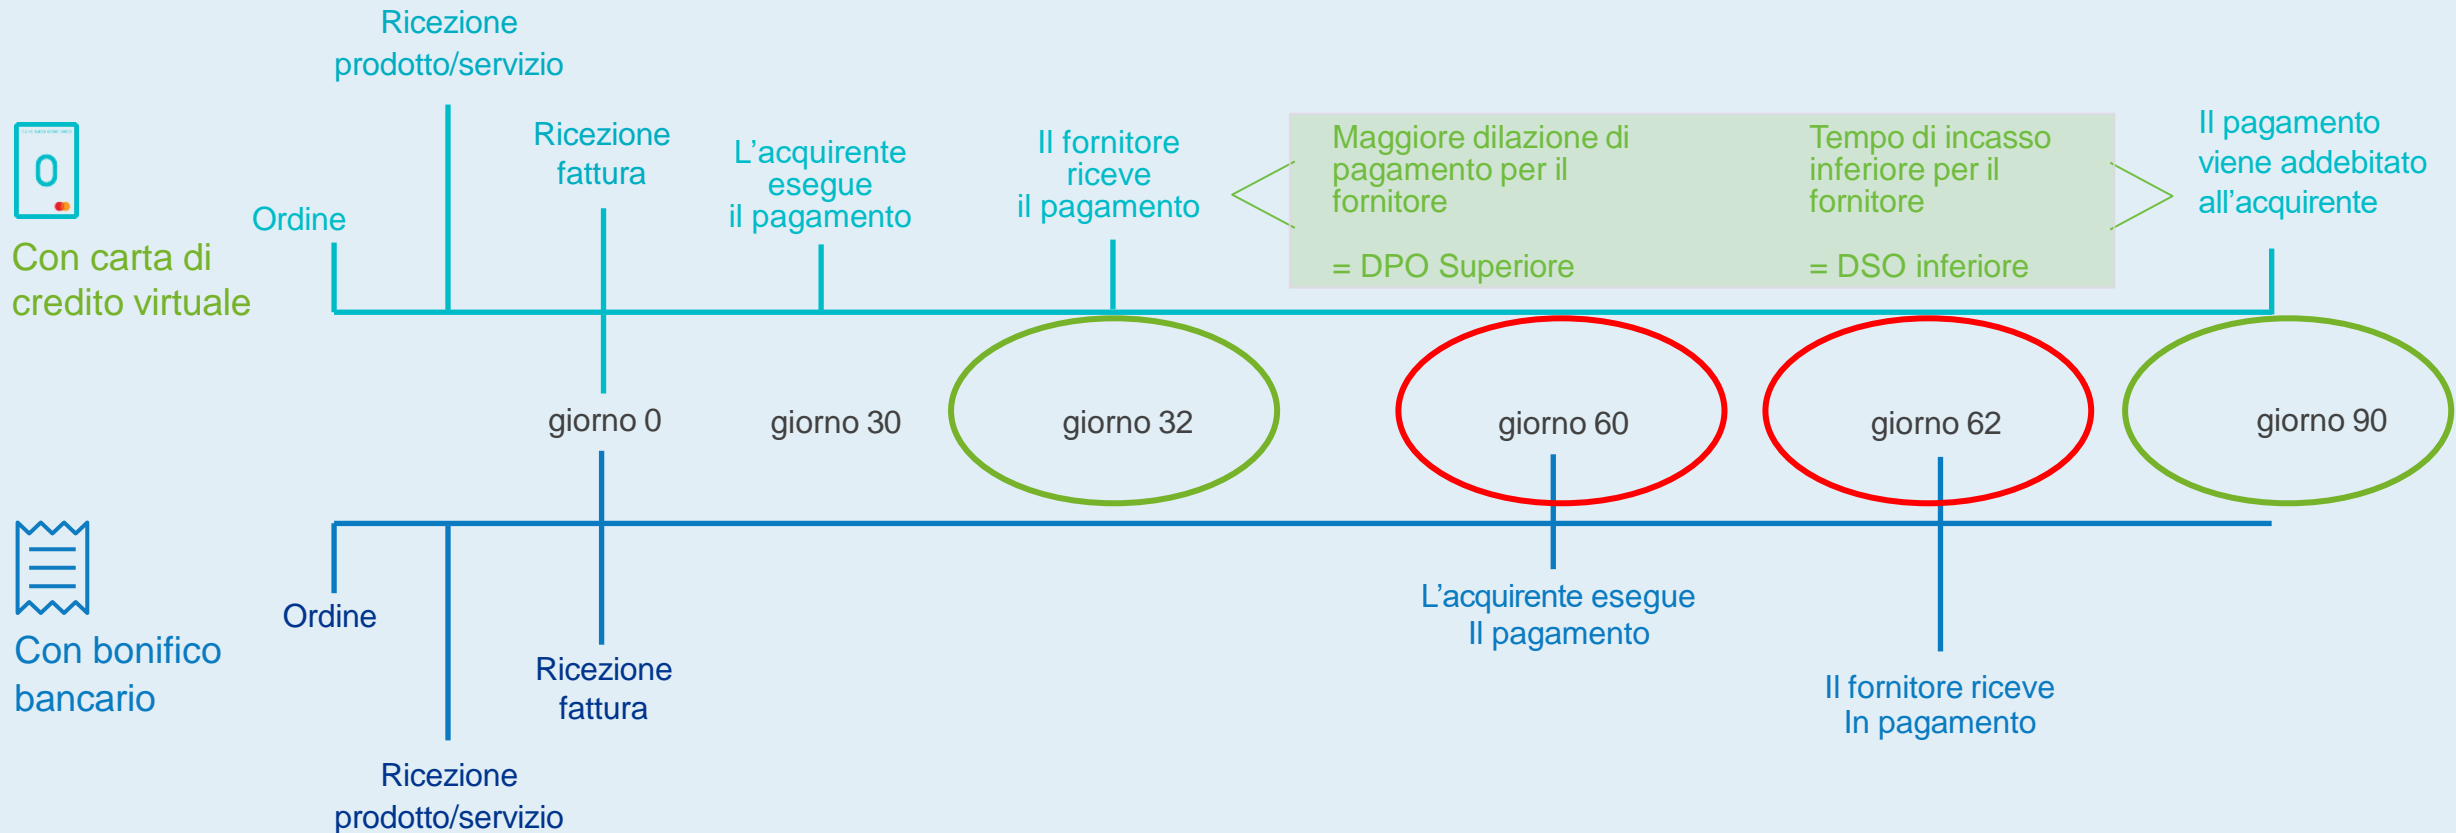 Ricezione
prodotto/servizio
Ricezione
fattura
L’acquirente
esegue
il pagamento
Il fornitore
riceve
il pagamento
Maggiore dilazione di
pagamento per il
fornitore
= DPO Superiore
Tempo di incasso
inferiore per il
fornitore
= DSO inferiore
Il pagamento
viene addebitato
all’acquirente
Ordine
Con carta di
credito virtuale
giorno 0
giorno 30
giorno 32
giorno 60
giorno 62
giorno 90
Con bonifico
bancario
Ordine
Ricezione
fattura
Ricezione
prodotto/servizio
L’acquirente esegue
Il pagamento
Il fornitore riceve
In pagamento